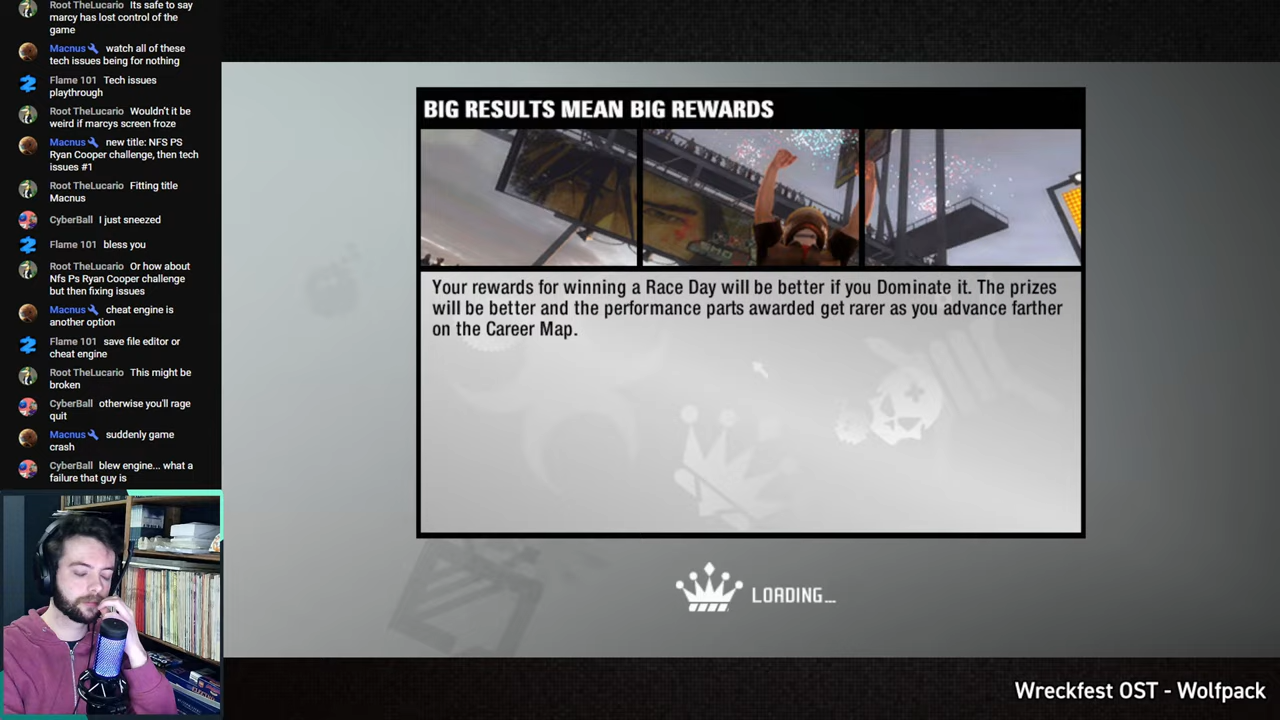 Root TheLucario Its safe to say
marcy has lost control of the
game
Macnus watch all of these
tech issues being for nothing
Flame 101 Tech issues
playthrough
Root TheLucario Wouldn't it be
weird if marcys screen froze
Macnus new title: NFS PS
Ryan Cooper challenge, then tech
issues #1
Root TheLucario Fitting title
Macnus
CyberBall I just sneezed
Flame 101 bless you
Root TheLucario Or how about
Nfs Ps Ryan Cooper challenge
but then fixing issues
Macnus cheat engine is
another option
Flame 101 save file editor or
cheat engine
Root TheLucario This might be
broken
CyberBall otherwise you'll rage
quit
Macnus suddenly game
crash
CyberBall blew engine... what a
failure that guy is
BIG RESULTS MEAN BIG REWARDS
Your rewards for winning a Race Day will be better if you Dominate it. The prizes
will be better and the performance parts awarded get rarer as you advance farther
on the Career Map.
LOADING...
Wreckfest OST - Wolfpack